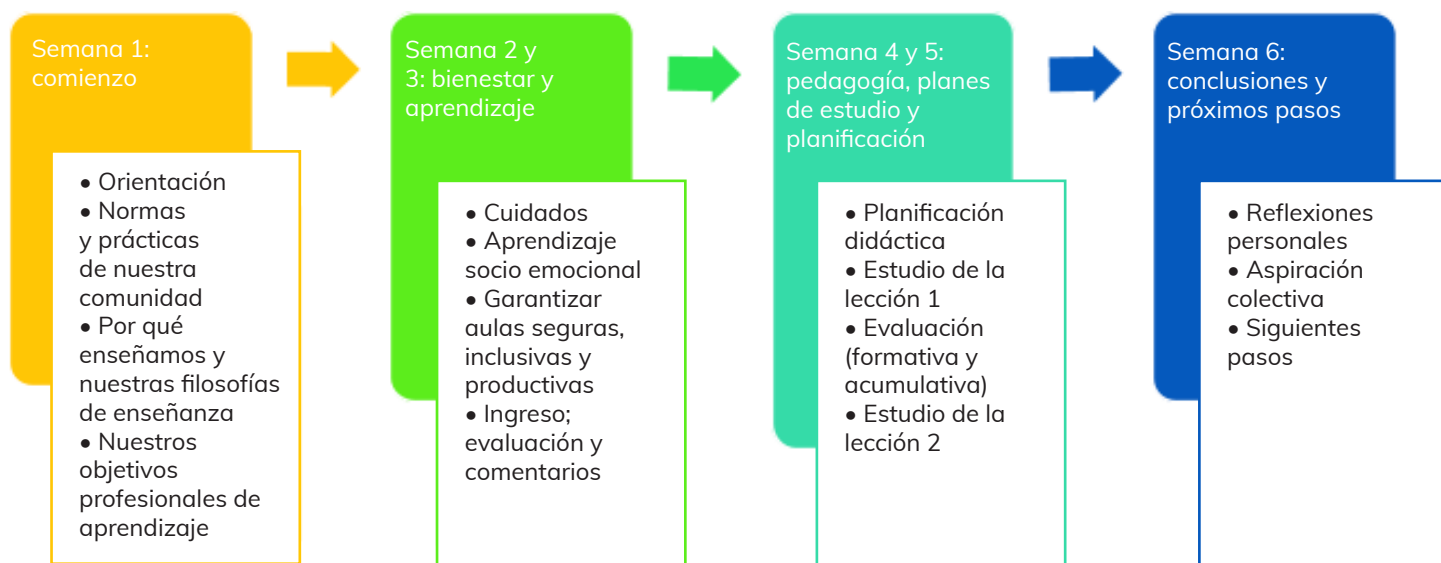 Semana 1:
comienzo
• Orientación
• Normas
y prácticas
de nuestra
comunidad
• Por qué
enseñamos y
nuestras filosofías
de enseñanza
• Nuestros
objetivos
profesionales de
aprendizaje
Semana 2 y
3: bienestar y
aprendizaje
• Cuidados
• Aprendizaje
socio emocional
• Garantizar
aulas seguras,
inclusivas y
productivas
• Ingreso;
evaluación y
comentarios
Semana 4 y 5:
pedagogía, planes
de estudio y
planificación
• Planificación
didáctica
• Estudio de la
lección 1
• Evaluación
(formativa y
acumulativa)
• Estudio de la
lección 2
Semana 6:
conclusiones y
próximos pasos
• Reflexiones
personales
• Aspiración
colectiva
• Siguientes
pasos